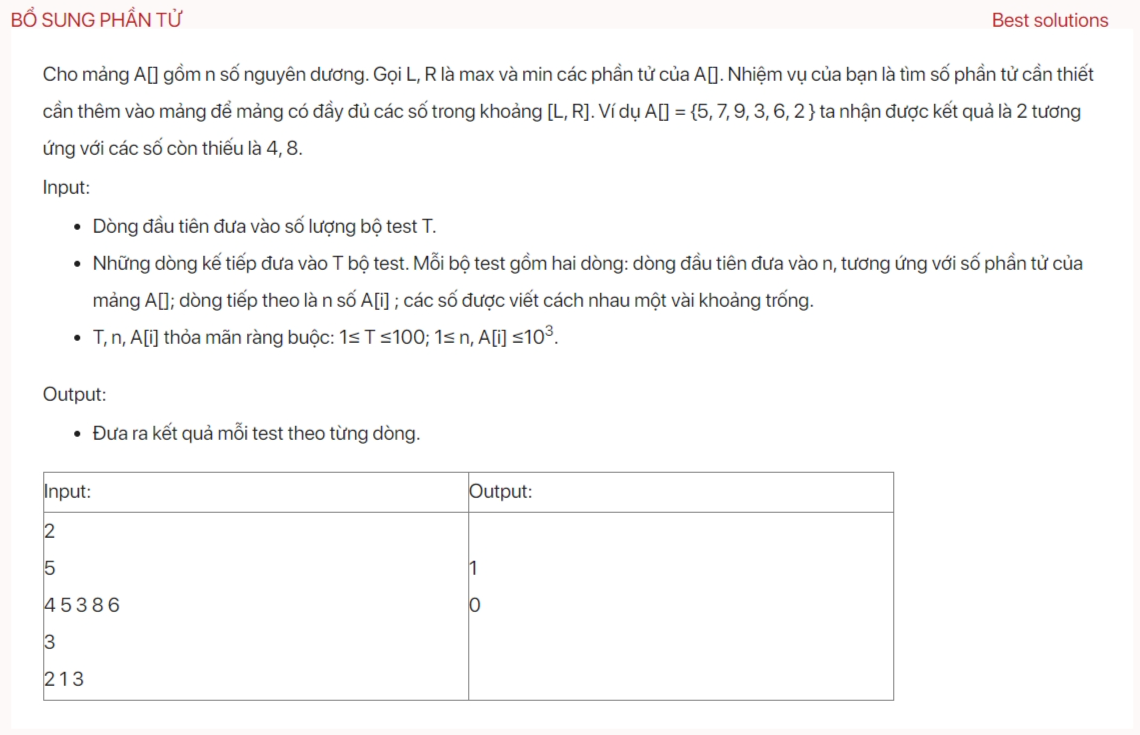 BỔ SUNG PHẦN TỬ
Best solutions
Cho mảng A[] gồm n số nguyên dương. Gọi L, R là max và min các phần tử của A[]. Nhiệm vụ của bạn là tìm số phần tử cần thiết
cần thêm vào mảng để mảng có đầy đủ các số trong khoảng [L, R]. Ví dụ A[] = {5, 7, 9, 3, 6, 2 } ta nhận được kết quả là 2 tương
ứng với các số còn thiếu là 4, 8.
Input:
• Dòng đầu tiên đưa vào số lượng bộ test T.
• Những dòng kế tiếp đưa vào T bộ test. Mỗi bộ test gồm hai dòng: dòng đầu tiên đưa vào n, tương ứng với số phần tử của
mảng A[]; dòng tiếp theo là n số A[i] ; các số được viết cách nhau một vài khoảng trống.
• T, n, A[i] thỏa mãn ràng buộc: 1≤ T ≤100; 1≤ n, A[i] ≤10³.
Output:
• Đưa ra kết quả mỗi test theo từng dòng.
Input:
Output:
2
5
4 5 3 8 6
3
2 1 3
1
0